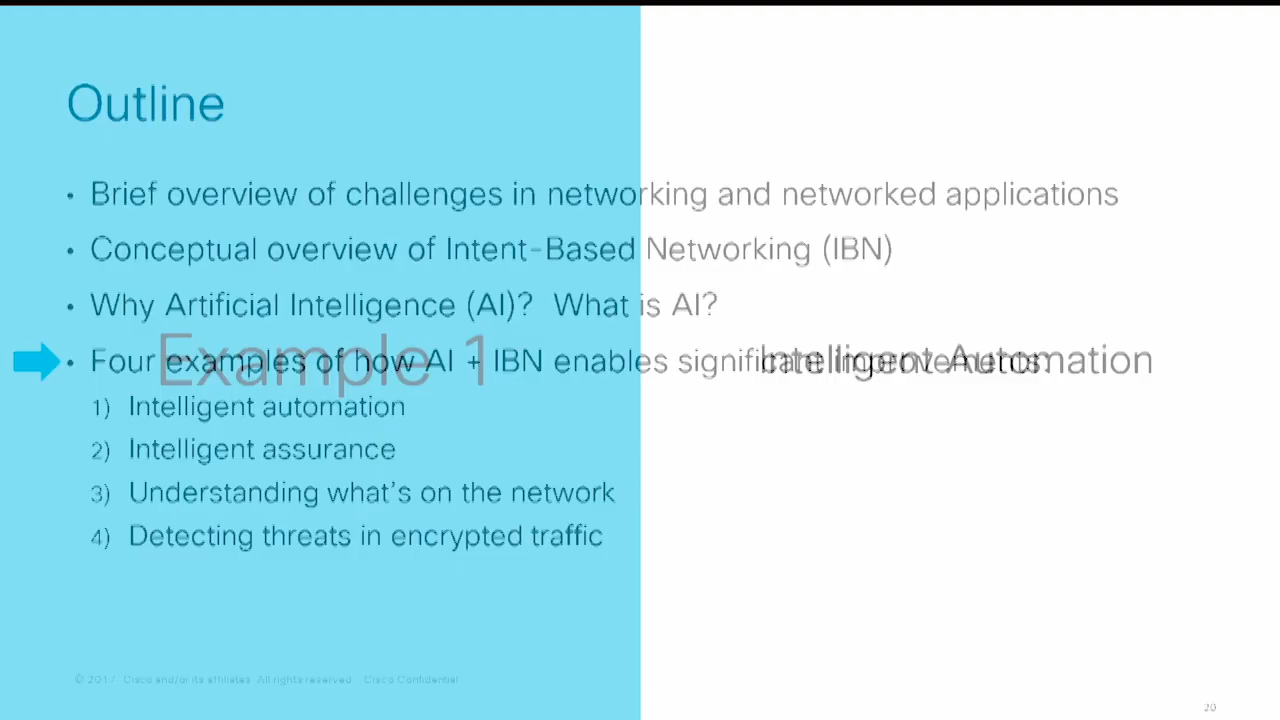 Outline
• Brief overview of challenges in networking and networked applications
• Conceptual overview of Intent-Based Networking (IBN)
• Why Artificial Intelligence (AI)? What is AI?
• Four examples of how AI + IBN enables significant improvements:
Example 1
Intelligent Automation
1) Intelligent automation
2) Intelligent assurance
3) Understanding what's on the network
4) Detecting threats in encrypted traffic
© 2017 Cisco and/or its affiliates. All rights reserved. Cisco Confidential
20